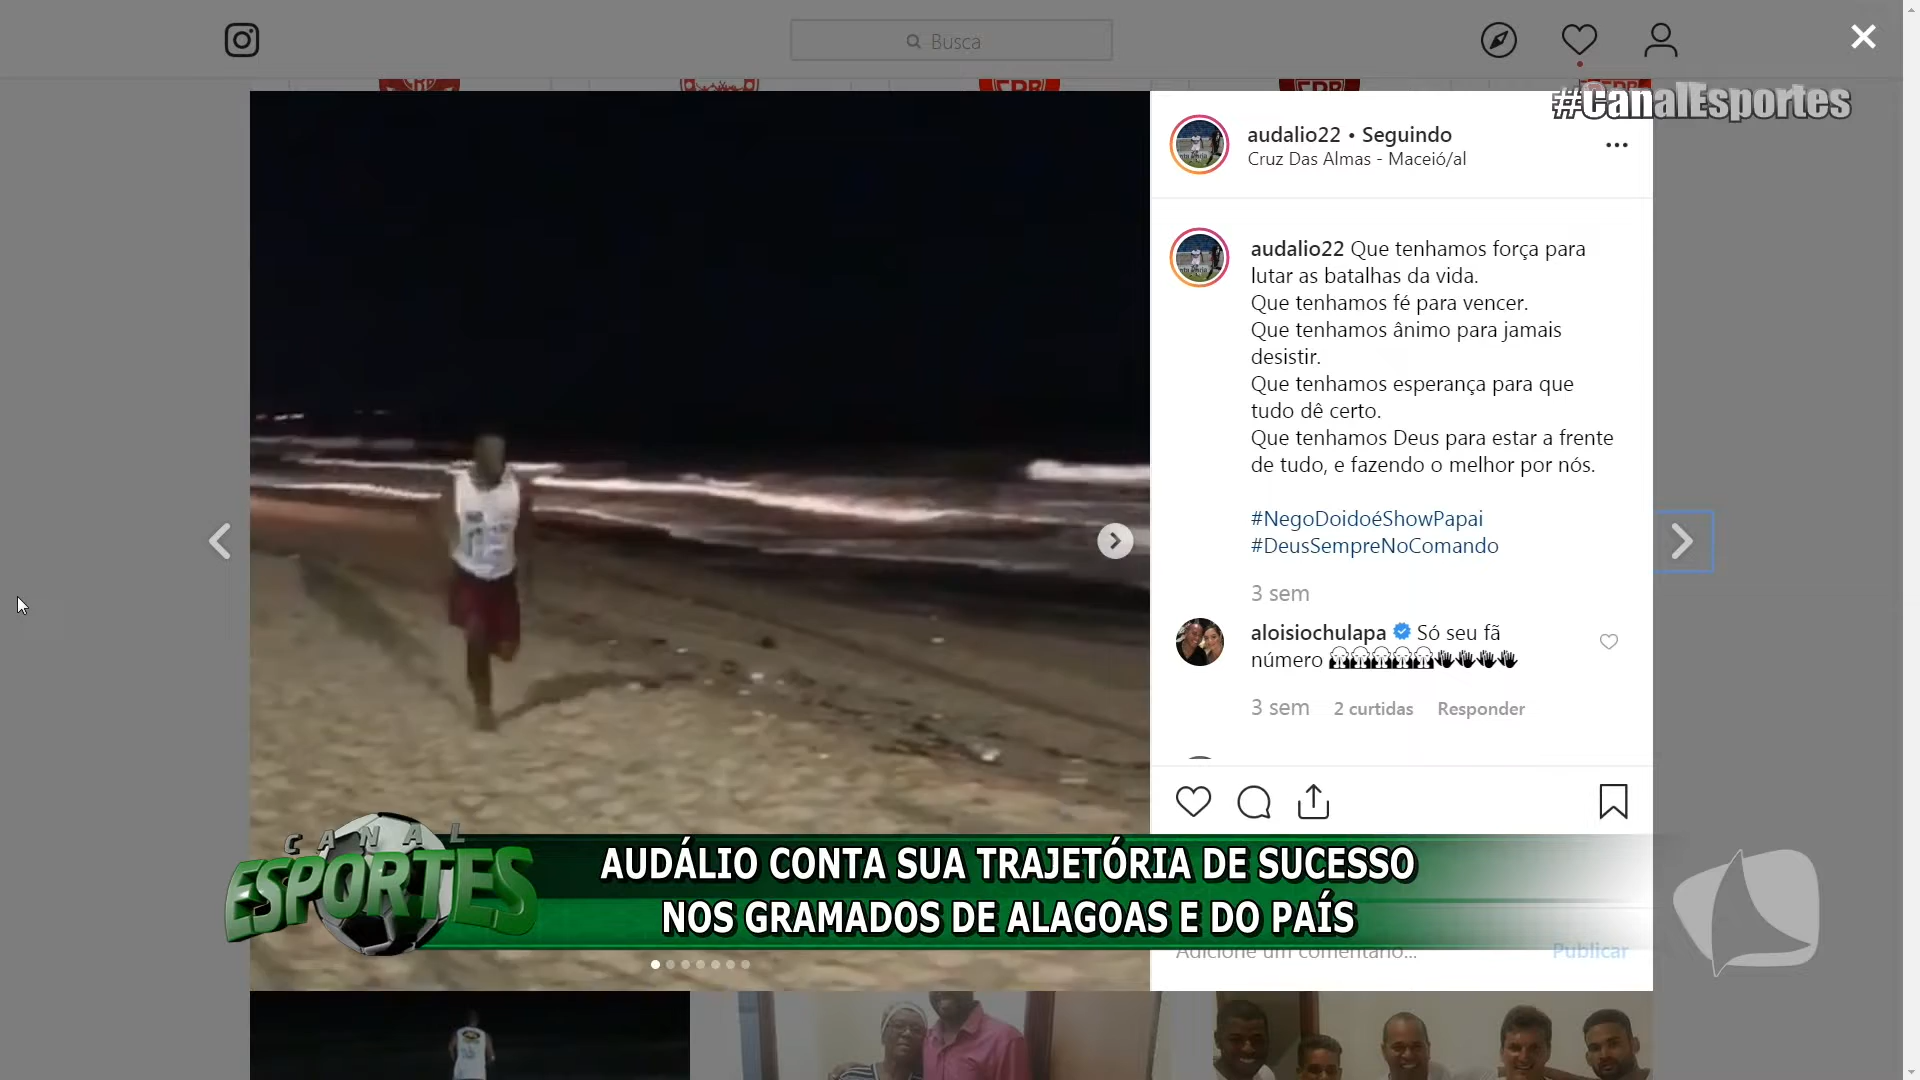 Busca
#CanalEsportes
audalio22 • Seguindo
Cruz Das Almas - Maceió/al
audalio22 Que tenhamos força para
lutar as batalhas da vida.
Que tenhamos fé para vencer.
Que tenhamos ânimo para jamais
desistir.
Que tenhamos esperança para que
tudo dê certo.
Que tenhamos Deus para estar a frente
de tudo, e fazendo o melhor por nós.
#NegoDoidoéShowPapai
#DeusSempreNoComando
3 sem
aloisiochulapa Só seu fã
número
3 sem 2 curtidas Responder
CANAL
ESPORTES
AUDÁLIO CONTA SUA TRAJETÓRIA DE SUCESSO
NOS GRAMADOS DE ALAGOAS E DO PAÍS
Adicione um comentário... Publicar